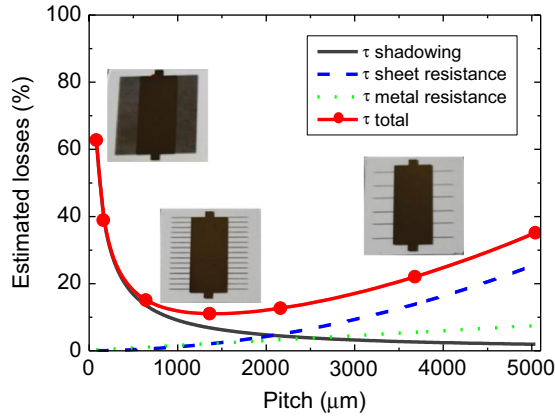 100
80
60
40
20
0
Estimated losses (%)
τ shadowing
τ sheet resistance
τ metal resistance
τ total
0 1000 2000 3000 4000 5000
Pitch (μm)